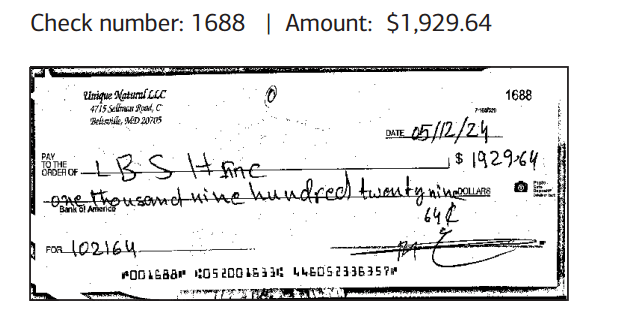 Check number: 1688 | Amount: $1,929.64
Unique Natural LLC 1688
4715 Sellman Road, C
Beltsville, MD 20705
DATE 05/12/24
PAY TO THE ORDER OF LBS It Inc $ 1929.64
one thousand nine hundred twenty nine DOLLARS
Bank of America 64¢
FOR 102164
⑈001688⑈ ⑆052001633⑆ 446052336357⑈